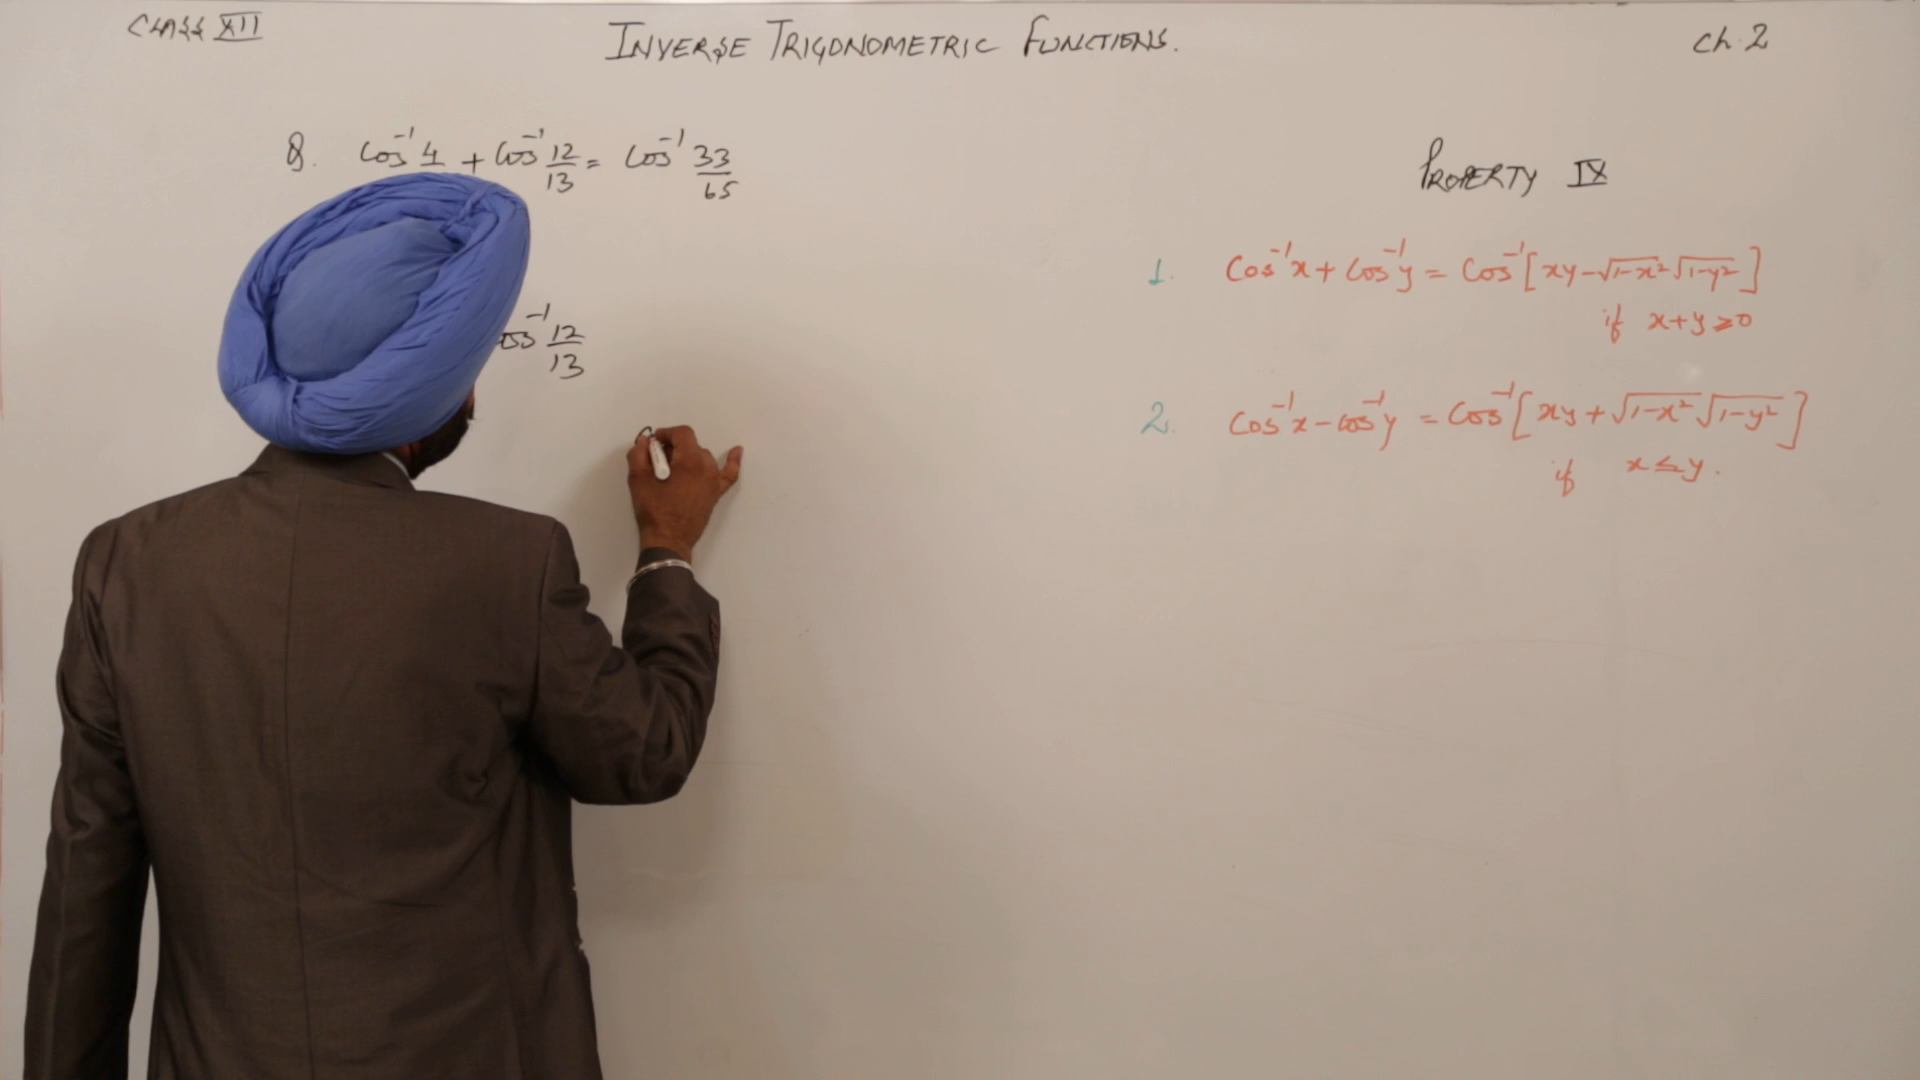 CLASS XII
INVERSE TRIGONOMETRIC FUNCTIONS.
Ch. 2
Q. Cos⁻¹ 4 + Cos⁻¹ 12/13 = Cos⁻¹ 33/65
os⁻¹ 12/13
PROPERTY IX
1. Cos⁻¹x + Cos⁻¹y = Cos⁻¹[xy - √1-x² √1-y²]
if x+y ≥ 0
2. Cos⁻¹x - cos⁻¹y = Cos⁻¹[xy + √1-x² √1-y²]
if x ≤ y.